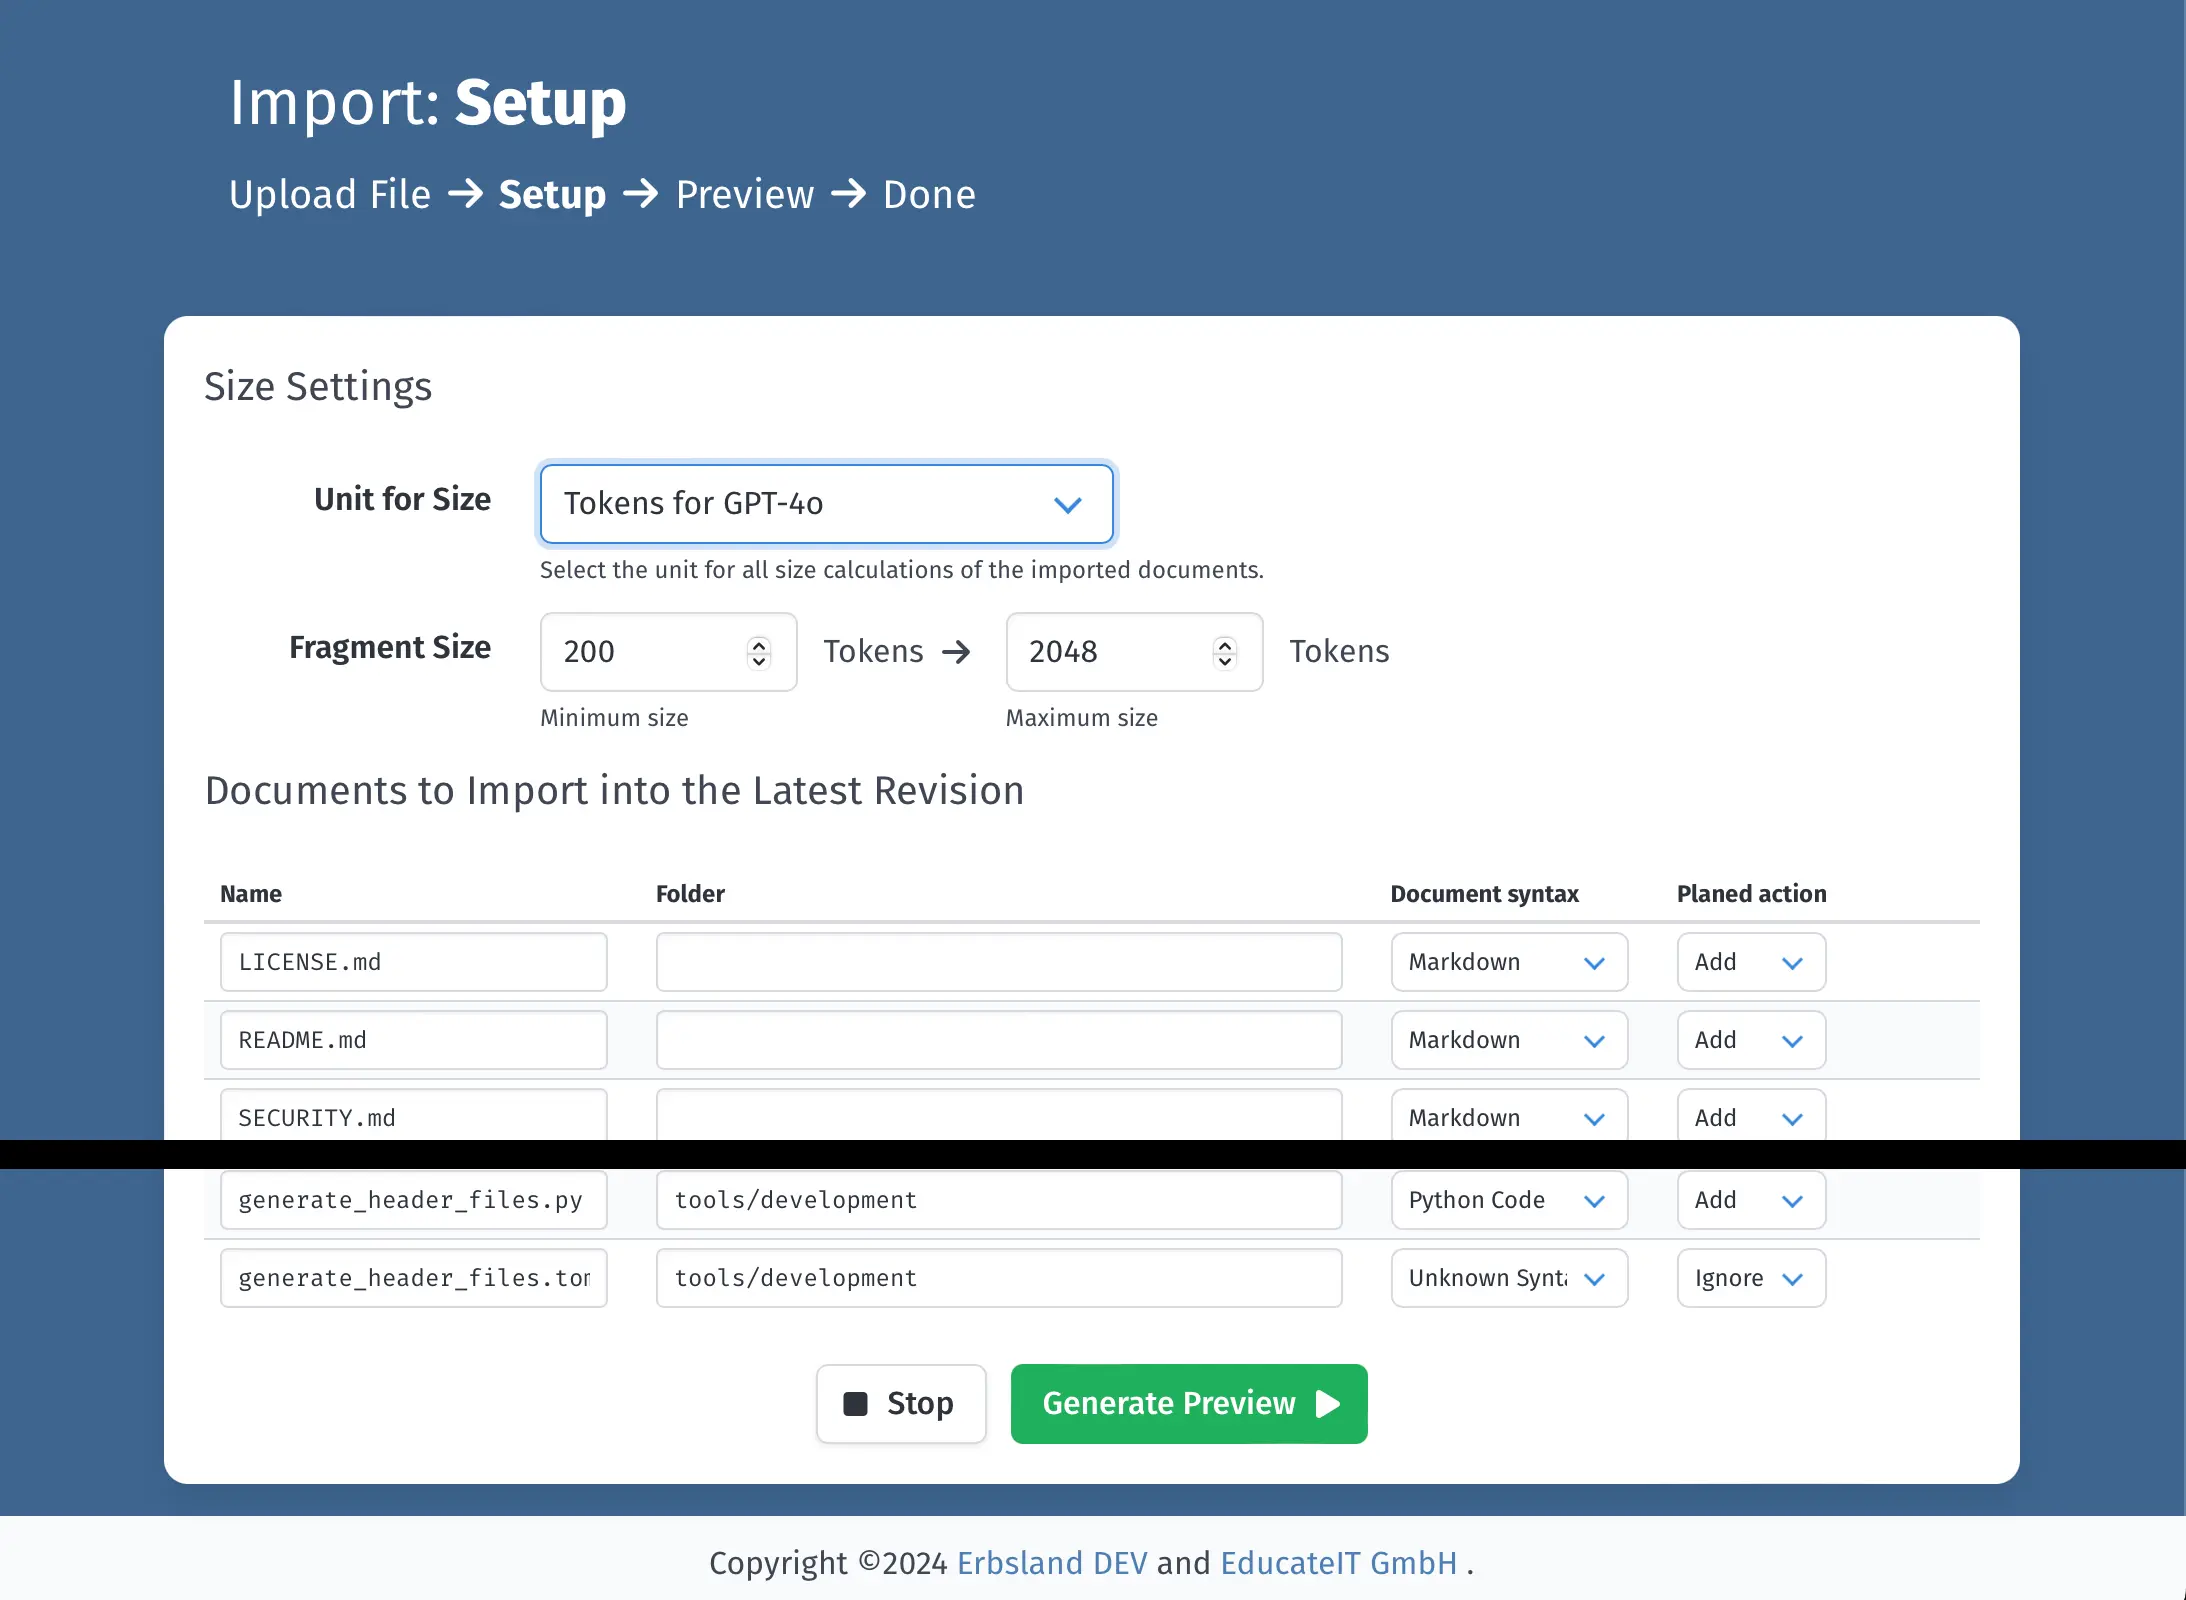 Import: Setup
Upload File → Setup → Preview → Done
Size Settings
Unit for Size
Tokens for GPT-4o
Select the unit for all size calculations of the imported documents.
Fragment Size
200 Tokens → 2048 Tokens
Minimum size Maximum size
Documents to Import into the Latest Revision
Name Folder Document syntax Planed action
LICENSE.md Markdown Add
README.md Markdown Add
SECURITY.md Markdown Add
generate_header_files.py tools/development Python Code Add
generate_header_files.tom tools/development Unknown Synta Ignore
Stop Generate Preview
Copyright ©2024 Erbsland DEV and EducateIT GmbH .